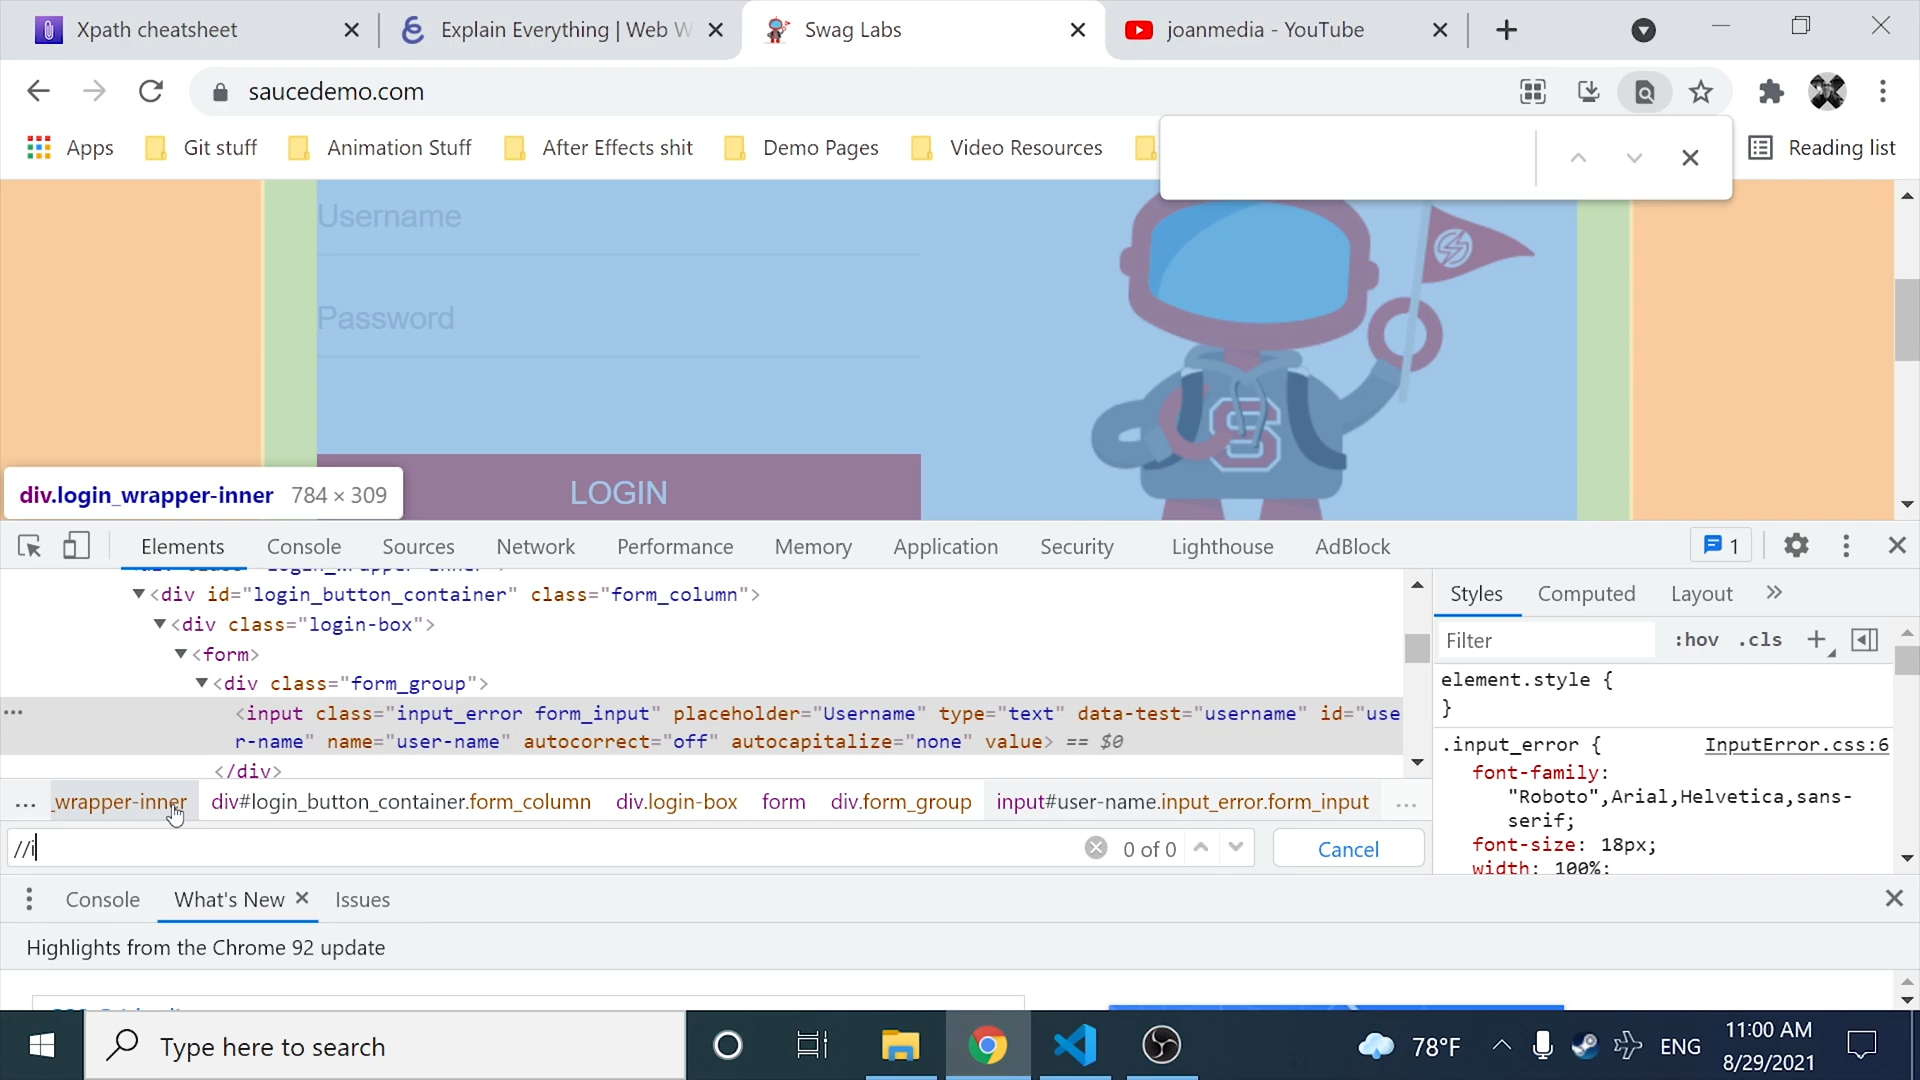 Xpath cheatsheet
Explain Everything | Web W
Swag Labs
joanmedia - YouTube
saucedemo.com
Apps
Git stuff
Animation Stuff
After Effects shit
Demo Pages
Video Resources
Reading list
Username
Password
LOGIN
div.login_wrapper-inner 784 × 309
Elements
Console
Sources
Network
Performance
Memory
Application
Security
Lighthouse
AdBlock
1
<div id="login_button_container" class="form_column">
<div class="login-box">
<form>
<div class="form_group">
<input class="input_error form_input" placeholder="Username" type="text" data-test="username" id="use
r-name" name="user-name" autocorrect="off" autocapitalize="none" value> == $0
</div>
... _wrapper-inner div#login_button_container.form_column div.login-box form div.form_group input#user-name.input_error.form_input ...
//i
0 of 0
Cancel
Styles
Computed
Layout
Filter
:hov .cls
element.style {
}
.input_error { InputError.css:6
font-family:
"Roboto",Arial,Helvetica,sans-
serif;
font-size: 18px;
width: 100%;
Console
What's New
Issues
Highlights from the Chrome 92 update
Type here to search
78°F
ENG
11:00 AM
8/29/2021